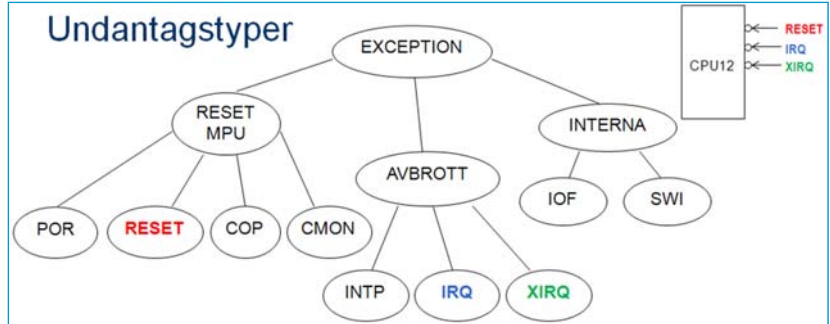 Undantagstyper
EXCEPTION
CPU12
RESET
IRQ
XIRQ
RESET
MPU
AVBROTT
INTERNA
POR
RESET
COP
CMON
IOF
SWI
INTP
IRQ
XIRQ